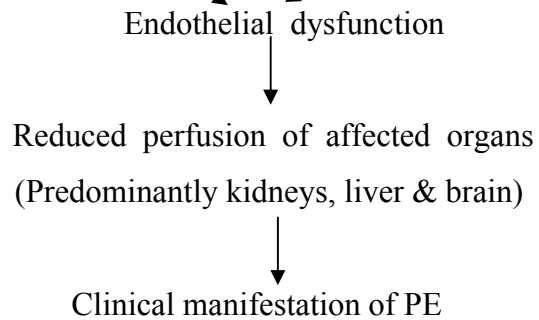 Endothelial dysfunction
Reduced perfusion of affected organs
(Predominantly kidneys, liver & brain)
Clinical manifestation of PE